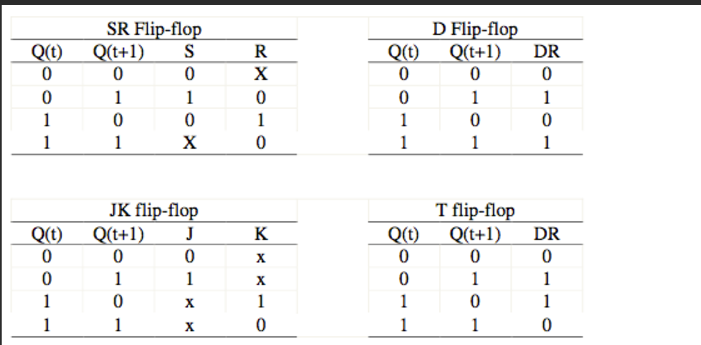 SR Flip-flop
Q(t) Q(t+1) S R
0 0 0 X
0 1 1 0
1 0 0 1
1 1 X 0
D Flip-flop
Q(t) Q(t+1) DR
0 0 0
0 1 1
1 0 0
1 1 1
JK flip-flop
Q(t) Q(t+1) J K
0 0 0 x
0 1 1 x
1 0 x 1
1 1 x 0
T flip-flop
Q(t) Q(t+1) DR
0 0 0
0 1 1
1 0 1
1 1 0